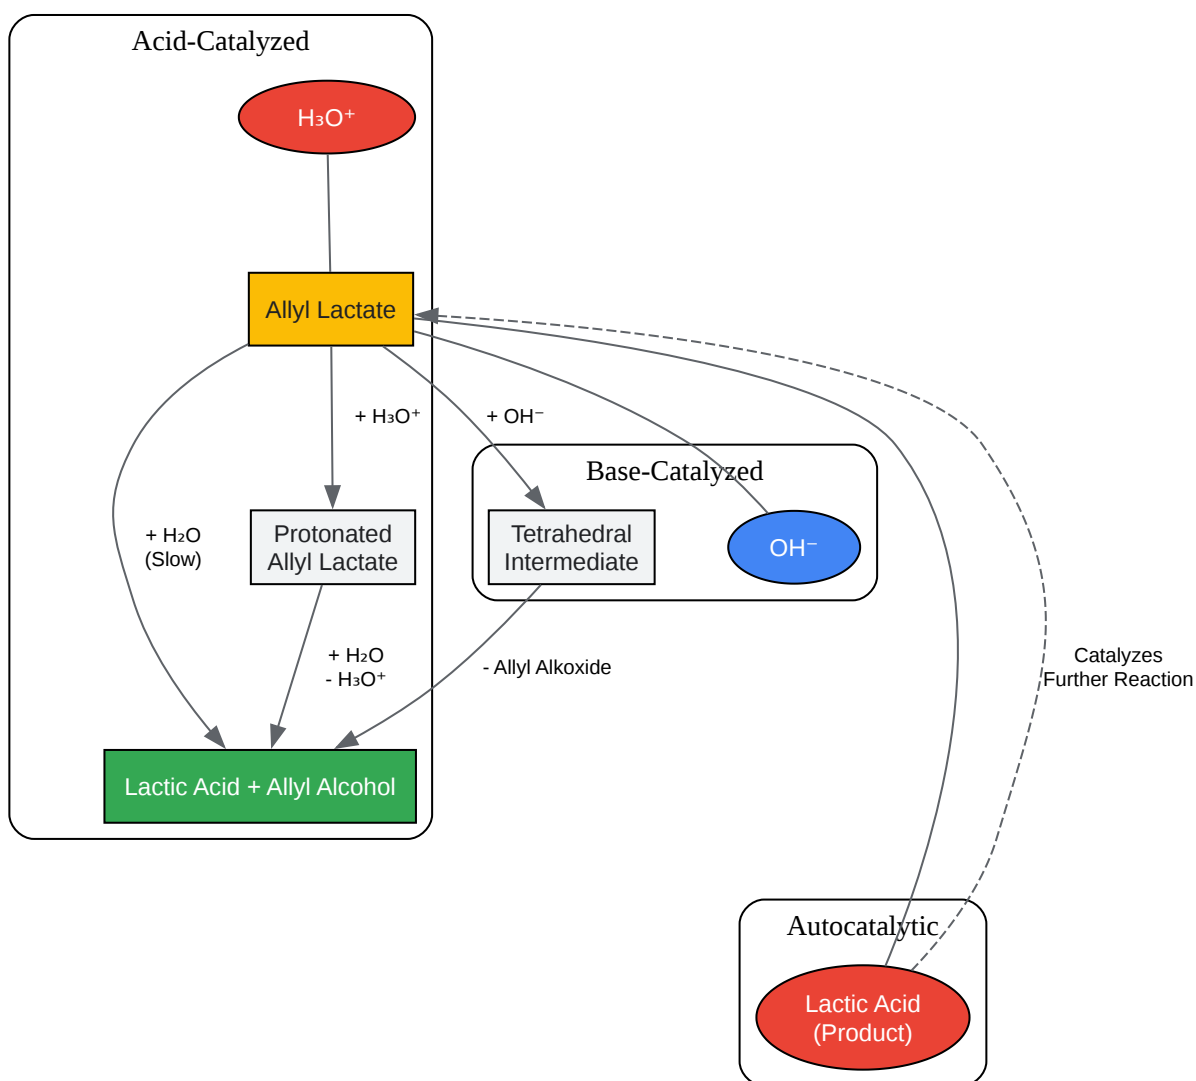 Acid-Catalyzed
H₃O⁺
Allyl Lactate
+ H₃O⁺
+ OH⁻
Base-Catalyzed
+ H₂O
(Slow)
Protonated
Allyl Lactate
Tetrahedral
Intermediate
OH⁻
+ H₂O
- H₃O⁺
- Allyl Alkoxide
Catalyzes
Further Reaction
Lactic Acid + Allyl Alcohol
Autocatalytic
Lactic Acid
(Product)